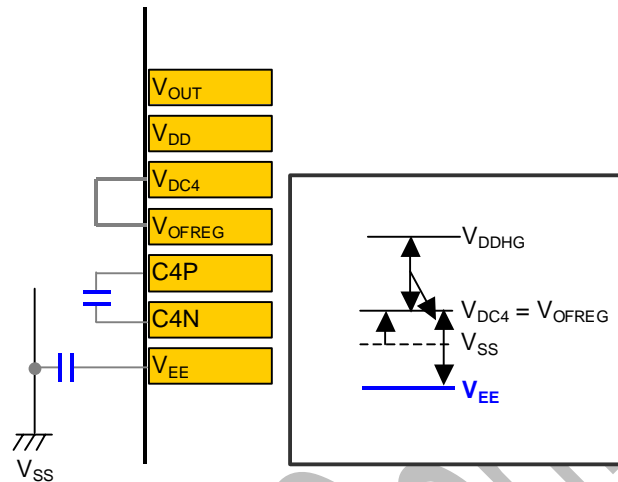 VOUT
VDD
VDC4
VOFREG
C4P
C4N
VEE
VSS
VDDHG
VDC4 = VOFREG
VSS
VEE